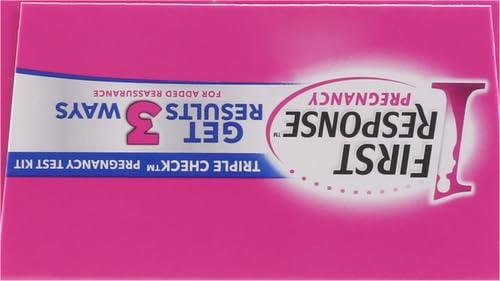 FIRST
RESPONSE™
PREGNANCY
TRIPLE CHECK™ PREGNANCY TEST KIT
GET 3 WAYS
RESULTS
FOR ADDED REASSURANCE